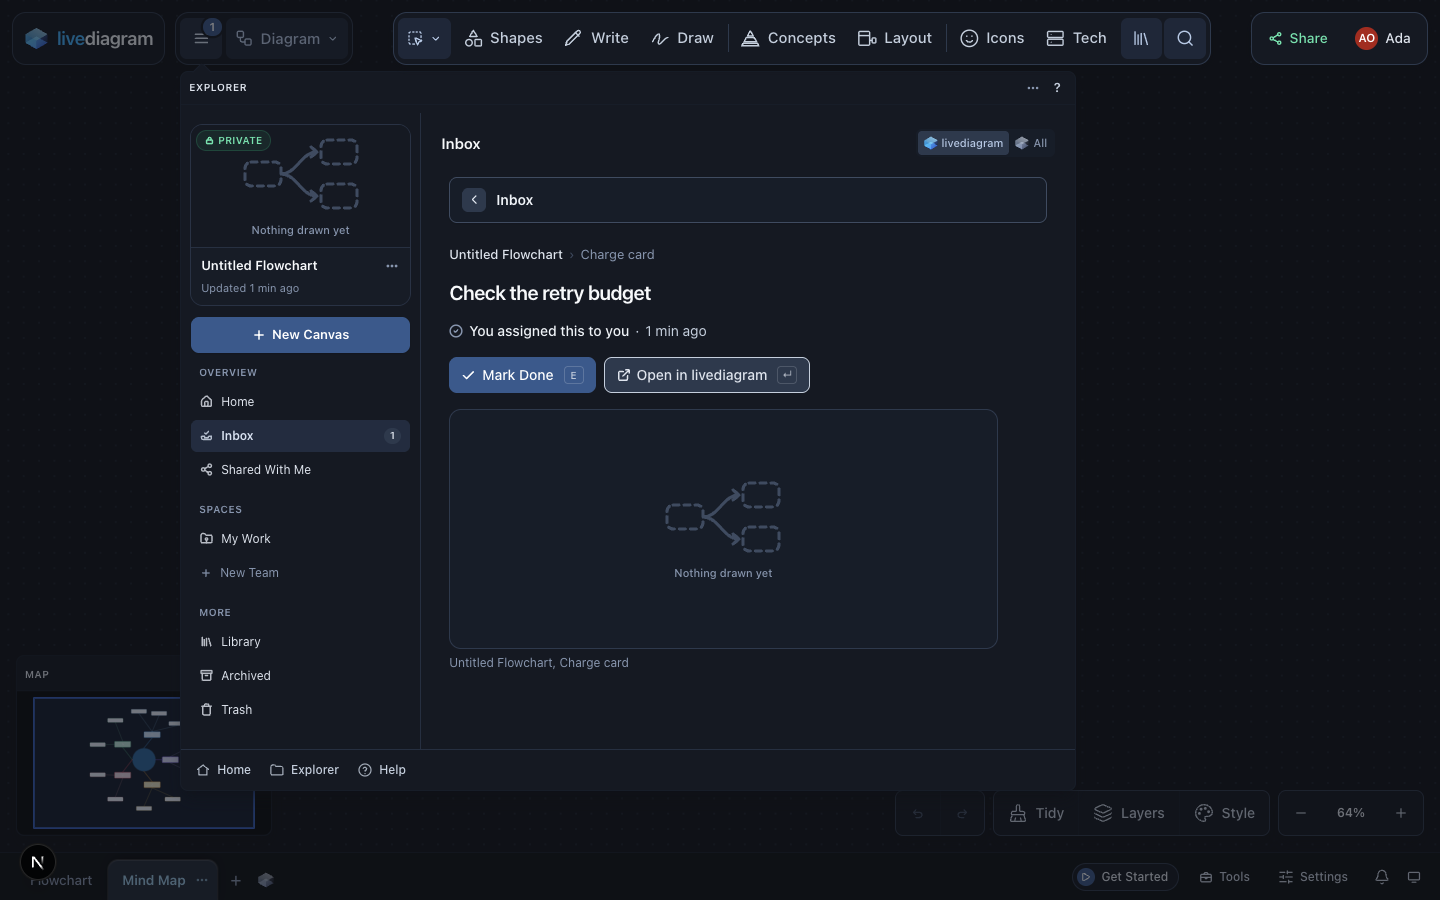 livediagram
1
Diagram
Shapes
Write
Draw
Concepts
Layout
Icons
Tech
Share
AO
Ada
EXPLORER
?
PRIVATE
Nothing drawn yet
Untitled Flowchart
Updated 1 min ago
New Canvas
OVERVIEW
Home
Inbox
1
Shared With Me
SPACES
My Work
New Team
MORE
Library
Archived
Trash
Inbox
livediagram
All
Inbox
Untitled Flowchart › Charge card
Check the retry budget
You assigned this to you · 1 min ago
Mark Done E
Open in livediagram ↵
Nothing drawn yet
Untitled Flowchart, Charge card
Home
Explorer
Help
MAP
Tidy
Layers
Style
64%
N
Flowchart
Mind Map
Get Started
Tools
Settings